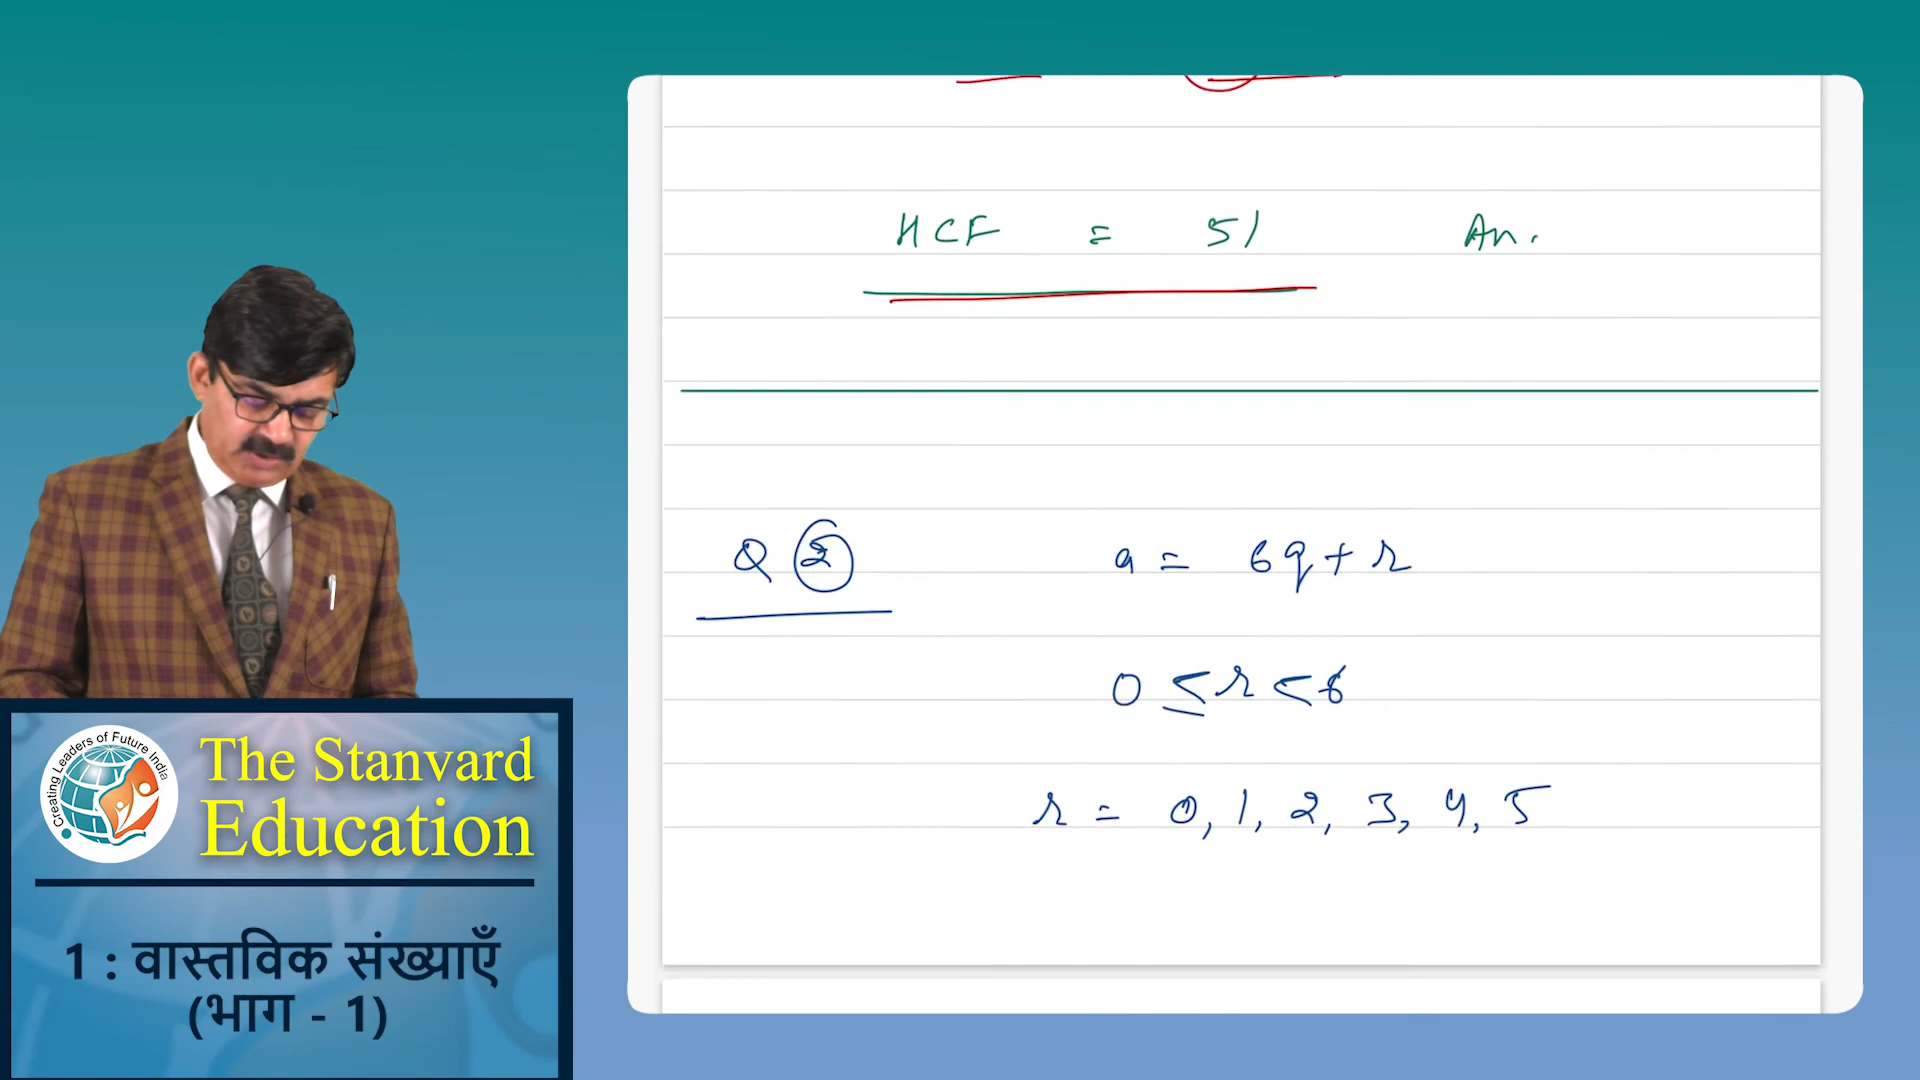 HCF = 51 An.
Q 2 a = 6q + r
0 ≤ r < 6
r = 0, 1, 2, 3, 4, 5
Creating Leaders of Future India
The Stanvard
Education
1 : वास्तविक संख्याएँ
(भाग - 1)